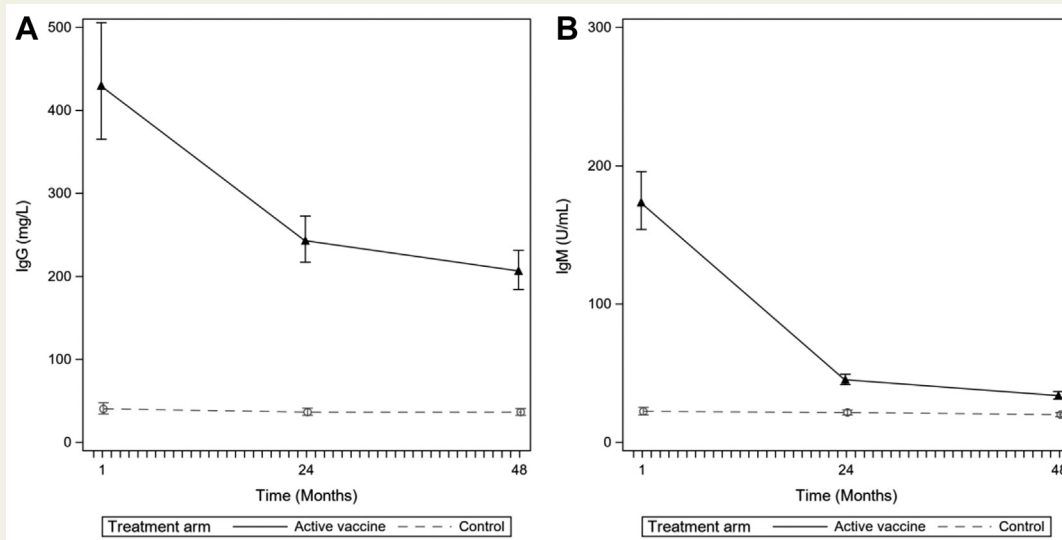 A
500
400
300
200
100
0
IgG (mg/L)
1 24 48
Time (Months)
Treatment arm Active vaccine Control
B
300
200
100
0
IgM (U/mL)
1 24 48
Time (Months)
Treatment arm Active vaccine Control